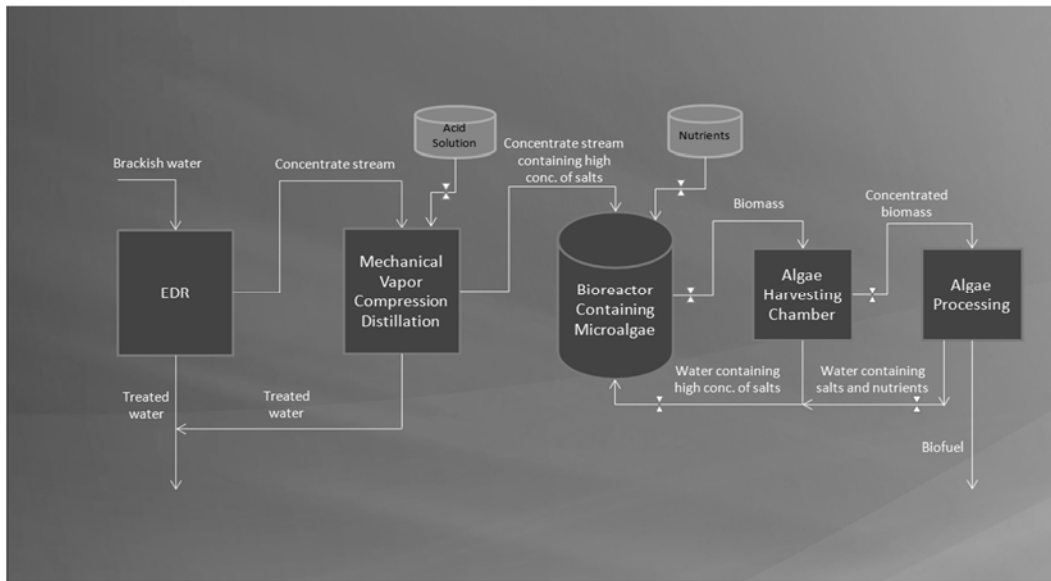 Acid
Solution
Nutrients
Brackish water
Concentrate stream
Concentrate stream
containing high
conc. of salts
Biomass
Concentrated
biomass
EDR
Mechanical
Vapor
Compression
Distillation
Bioreactor
Containing
Microalgae
Algae
Harvesting
Chamber
Algae
Processing
Treated
water
Treated
water
Water containing
high conc. of salts
Water containing
salts and nutrients
Biofuel